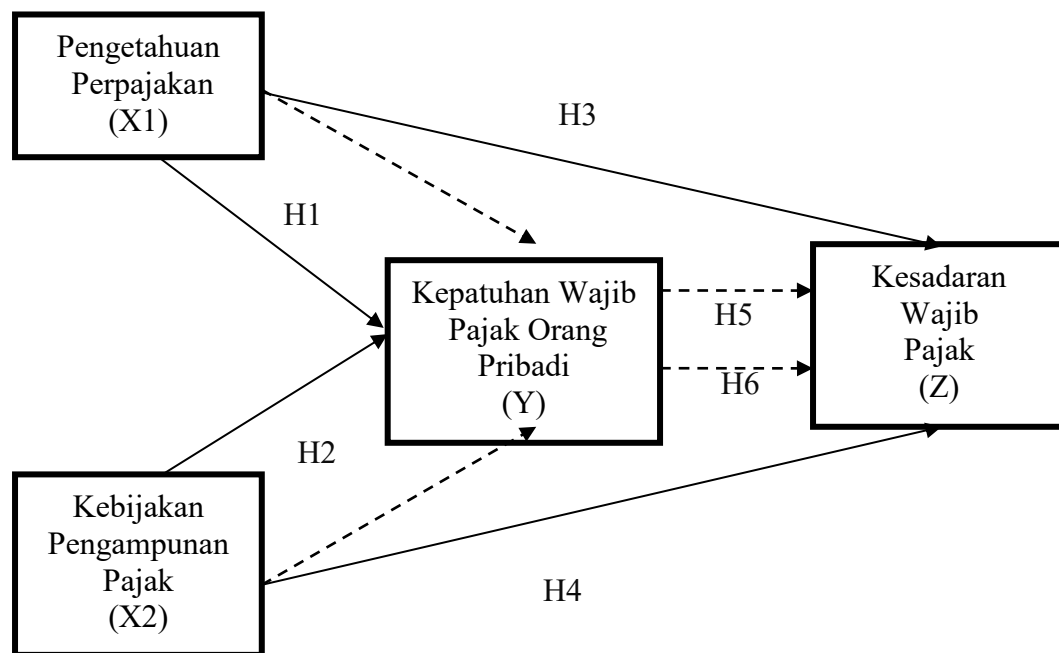 Pengetahuan
Perpajakan
(X1)
H3
H1
Kepatuhan Wajib
Pajak Orang
Pribadi
(Y)
H5
H6
Kesadaran
Wajib
Pajak
(Z)
H2
Kebijakan
Pengampunan
Pajak
(X2)
H4